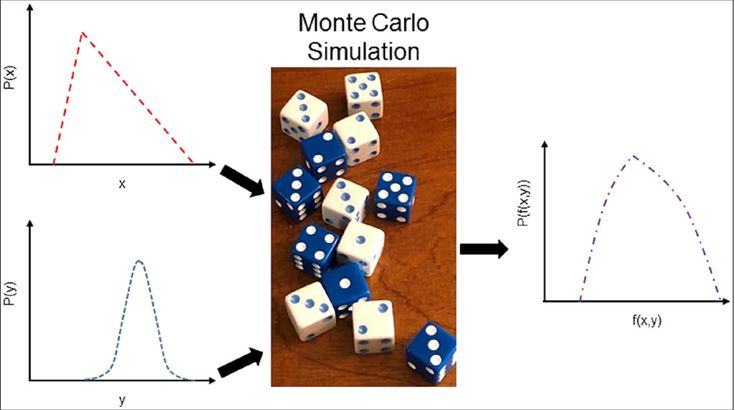 Monte Carlo
Simulation
P(x)
x
P(y)
y
P(f(x,y))
f(x,y)